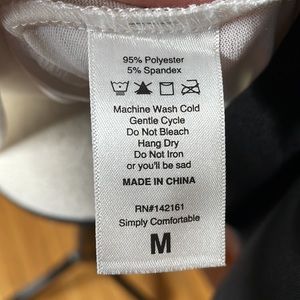 95% Polyester
5% Spandex
Machine Wash Cold
Gentle Cycle
Do Not Bleach
Hang Dry
Do Not Iron
or you'll be sad
MADE IN CHINA
RN#142161
Simply Comfortable
M